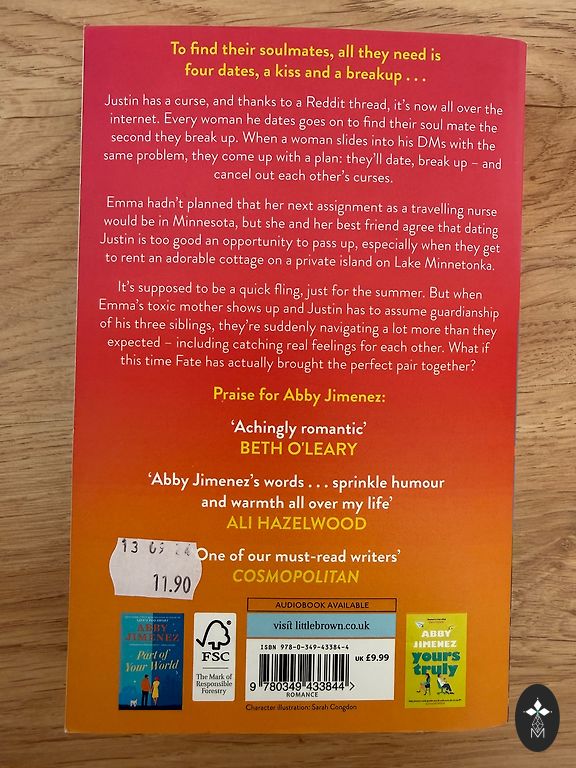 To find their soulmates, all they need is
four dates, a kiss and a breakup . . .
Justin has a curse, and thanks to a Reddit thread, it's now all over the
internet. Every woman he dates goes on to find their soul mate the
second they break up. When a woman slides into his DMs with the
same problem, they come up with a plan: they'll date, break up – and
cancel out each other's curses.
Emma hadn't planned that her next assignment as a travelling nurse
would be in Minnesota, but she and her best friend agree that dating
Justin is too good an opportunity to pass up, especially when they get
to rent an adorable cottage on a private island on Lake Minnetonka.
It's supposed to be a quick fling, just for the summer. But when
Emma's toxic mother shows up and Justin has to assume guardianship
of his three siblings, they're suddenly navigating a lot more than they
expected – including catching real feelings for each other. What if
this time Fate has actually brought the perfect pair together?
Praise for Abby Jimenez:
'Achingly romantic'
BETH O'LEARY
'Abby Jimenez's words . . . sprinkle humour
and warmth all over my life'
ALI HAZELWOOD
One of our must-read writers'
COSMOPOLITAN
13 09 24
11.90
AUDIOBOOK AVAILABLE
visit littlebrown.co.uk
ISBN 978-0-349-43384-4
UK £9.99
9 780349 433844 >
ROMANCE
Character illustration: Sarah Congdon
ABBY
JIMENEZ
Part of
Your World
FSC
The Mark of
Responsible
Forestry
ABBY
JIMENEZ
yours
truly
M